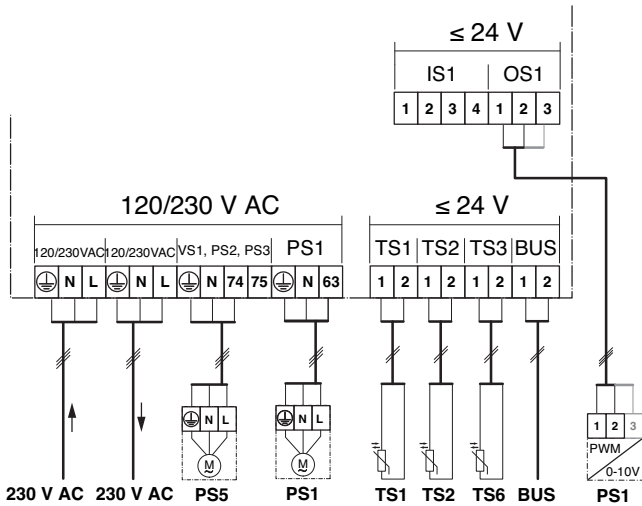 ≤ 24 V
IS1 OS1
1 2 3 4 1 2 3
120/230 V AC ≤ 24 V
120/230VAC 120/230VAC VS1, PS2, PS3 PS1 TS1 TS2 TS3 BUS
N L N L N 74 75 N 63 1 2 1 2 1 2 1 2
N L N L 1 2 3
M M PWM
0-10V
230 V AC 230 V AC PS5 PS1 TS1 TS2 TS6 BUS PS1